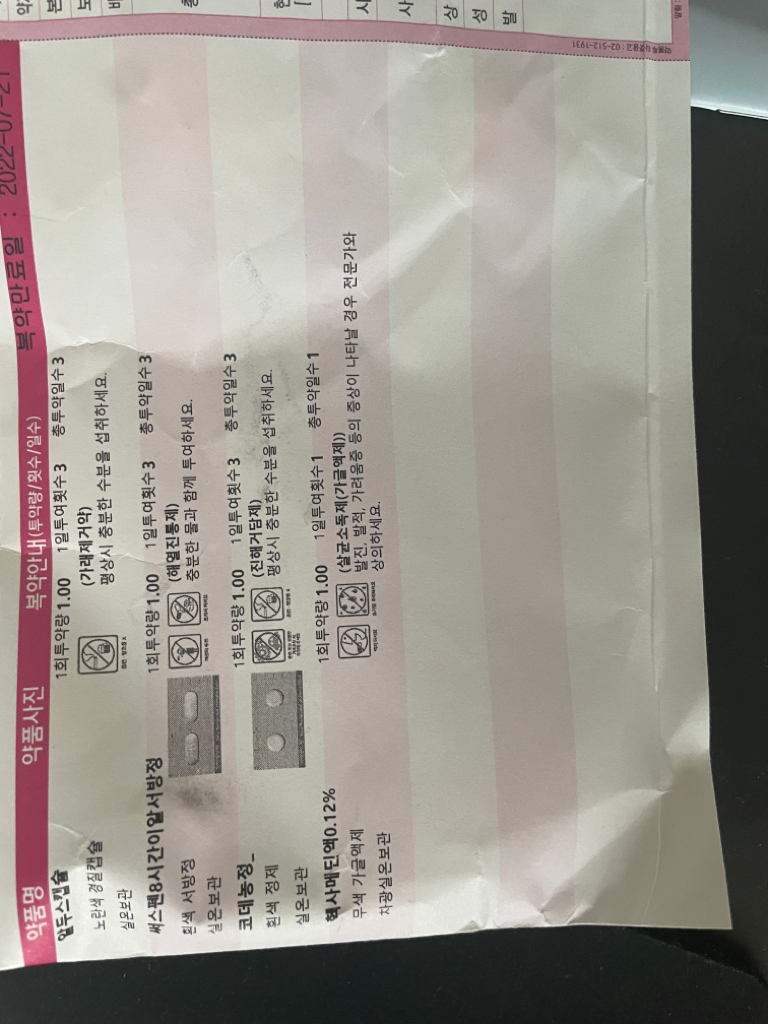 약품명 약품사진 복약안내(투약량/횟수/일수) 복약만료일 : 2022-07-21
알두스캡슐 1회투약량 1.00 1일투여횟수 3 총투약일수 3
(가래제거약)
노란색 경질캡슐 평상시 충분한 수분을 섭취하세요.
실온보관
써스펜8시간이알서방정 1회투약량 1.00 1일투여횟수 3 총투약일수 3
(해열진통제)
흰색 서방정 충분한 물과 함께 투여하세요.
실온보관
코데농정_ 1회투약량 1.00 1일투여횟수 3 총투약일수 3
(진해거담제)
흰색 정제 평상시 충분한 수분을 섭취하세요.
실온보관
헥사메딘액0.12% 1회투약량 1.00 1일투여횟수 1 총투약일수 1
(살균소독제(가글액제))
무색 가글액제 발진, 발적, 가려움증 등의 증상이 나타날 경우 전문가와
차광실온보관 상의하세요.
사
상
성
발
02-512-1931